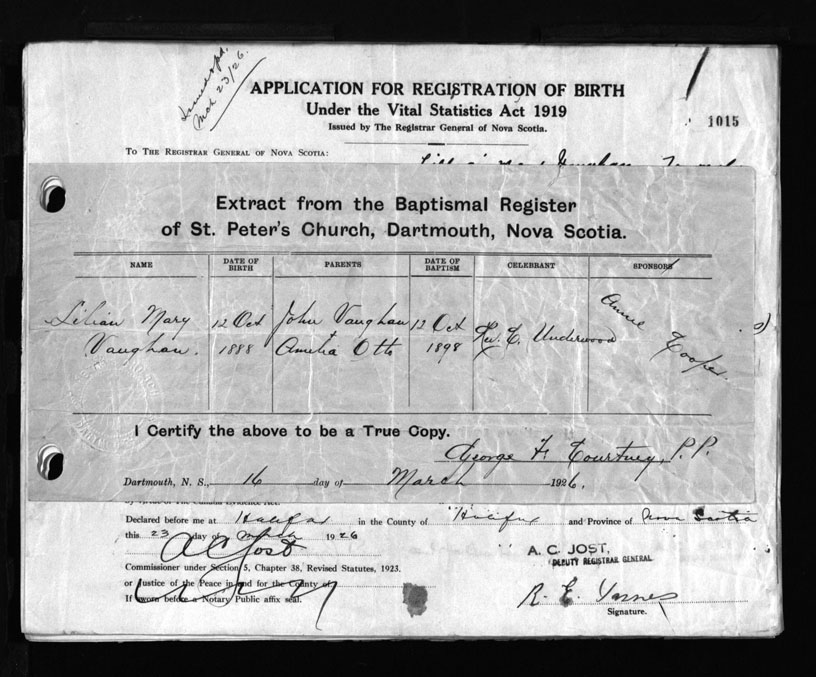 Mch 23/26.
APPLICATION FOR REGISTRATION OF BIRTH
Under the Vital Statistics Act 1919
Issued by The Registrar General of Nova Scotia.
1015
TO THE REGISTRAR GENERAL OF NOVA SCOTIA:
Extract from the Baptismal Register
of St. Peter's Church, Dartmouth, Nova Scotia.
NAME DATE OF BIRTH PARENTS DATE OF BAPTISM CELEBRANT SPONSORS
Lilian Mary 12 Oct John Vaughan 12 Oct Rev. E. Underwood Annie
Vaughan. 1888 + Amelia Otto 1898 Cooper.
I Certify the above to be a True Copy.
George F. Courtney, P.P.
Dartmouth, N. S., 16 day of March 1926.
Declared before me at Halifax in the County of Halifax and Province of Nova Scotia
this 23 day of March 1926
A C Jost
A. C. JOST,
DEPUTY REGISTRAR GENERAL
Commissioner under Section 5, Chapter 38, Revised Statutes, 1923.
or Justice of the Peace in and for the County of
If sworn before a Notary Public affix seal.
R. E.
Signature.